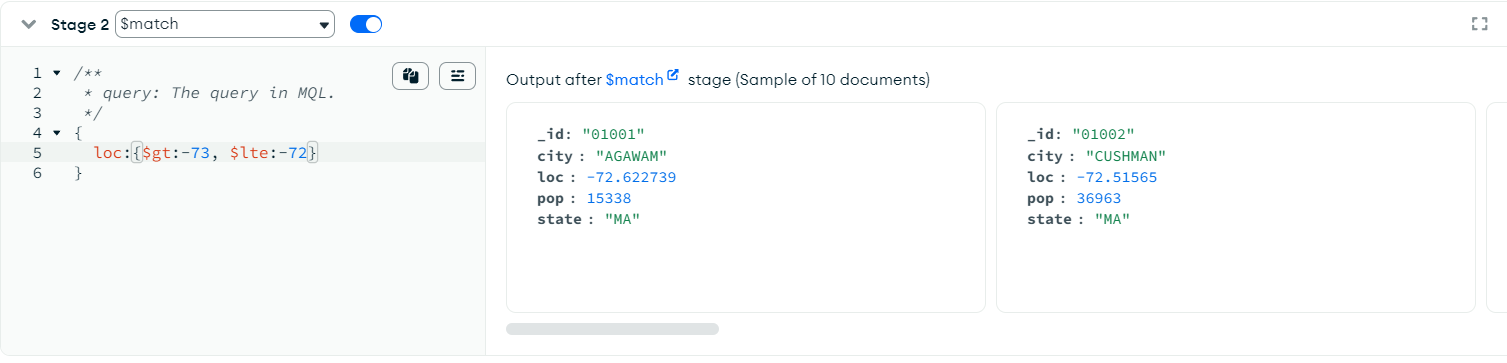 Stage 2 $match
1 /**
2 * query: The query in MQL.
3 */
4 {
5 loc:{$gt:-73, $lte:-72}
6 }
Output after $match stage (Sample of 10 documents)
_id: "01001"
city : "AGAWAM"
loc : -72.622739
pop : 15338
state : "MA"
_id: "01002"
city : "CUSHMAN"
loc : -72.51565
pop : 36963
state : "MA"